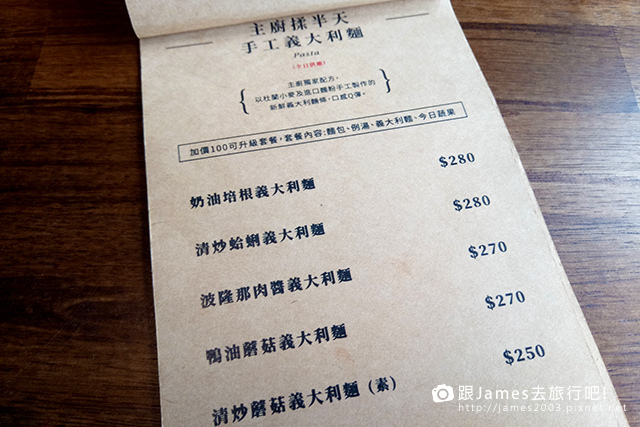 主廚揉半天
手工義大利麵
Pasta
主廚獨家配方，
以杜蘭小麥及進口麵粉手工製作的
新鮮義大利麵條，口感Q彈。
加價100可升級套餐，套餐內容:麵包、例湯、義大利麵、今日蔬果
奶油培根義大利麵 $280
清炒蛤蜊義大利麵 $280
波隆那肉醬義大利麵 $270
鴨油蘑菇義大利麵 $270
清炒蘑菇義大利麵 (素) $250
跟James去旅行吧!
http://james2003.pixnet.net